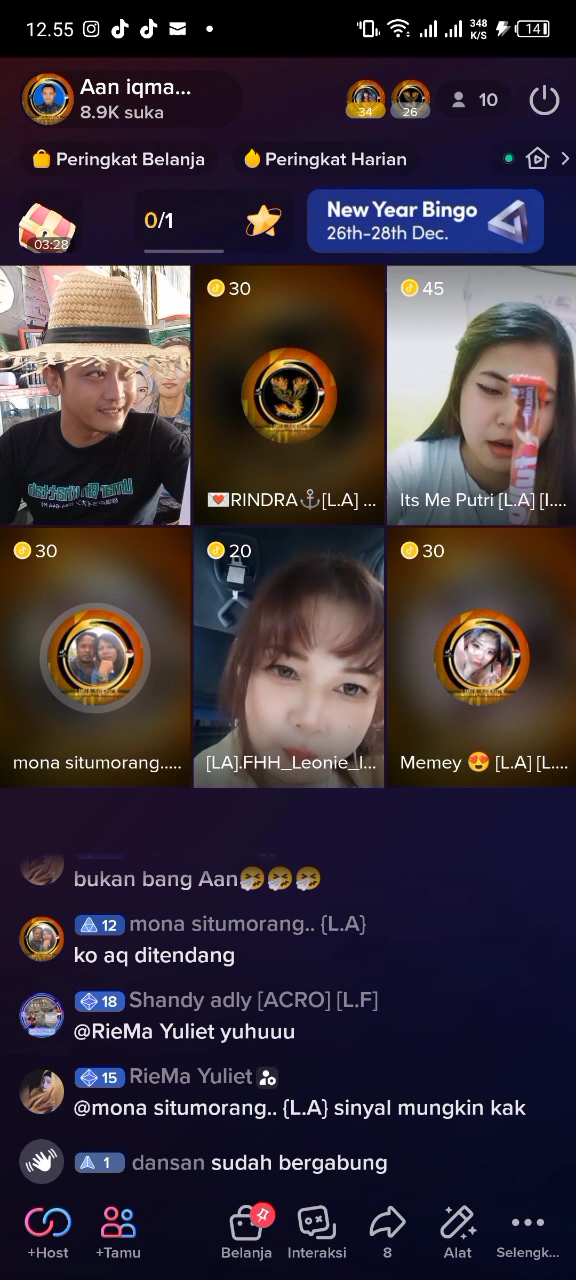 12.55
348
K/S
14
Aan iqma...
8.9K suka
34
26
10
Peringkat Belanja
Peringkat Harian
03:28
0/1
New Year Bingo
26th-28th Dec.
30
45
RINDRA⚓[L.A] ...
Its Me Putri [L.A] [I....
30
20
30
mona situmorang.....
[LA].FHH_Leonie_l...
Memey 😍 [L.A] [L....
bukan bang Aan🤧🤧🤧
12 mona situmorang.. {L.A}
ko aq ditendang
18 Shandy adly [ACRO] [L.F]
@RieMa Yuliet yuhuuu
15 RieMa Yuliet
@mona situmorang.. {L.A} sinyal mungkin kak
1 dansan sudah bergabung
+Host
+Tamu
Belanja
Interaksi
8
Alat
Selengk...